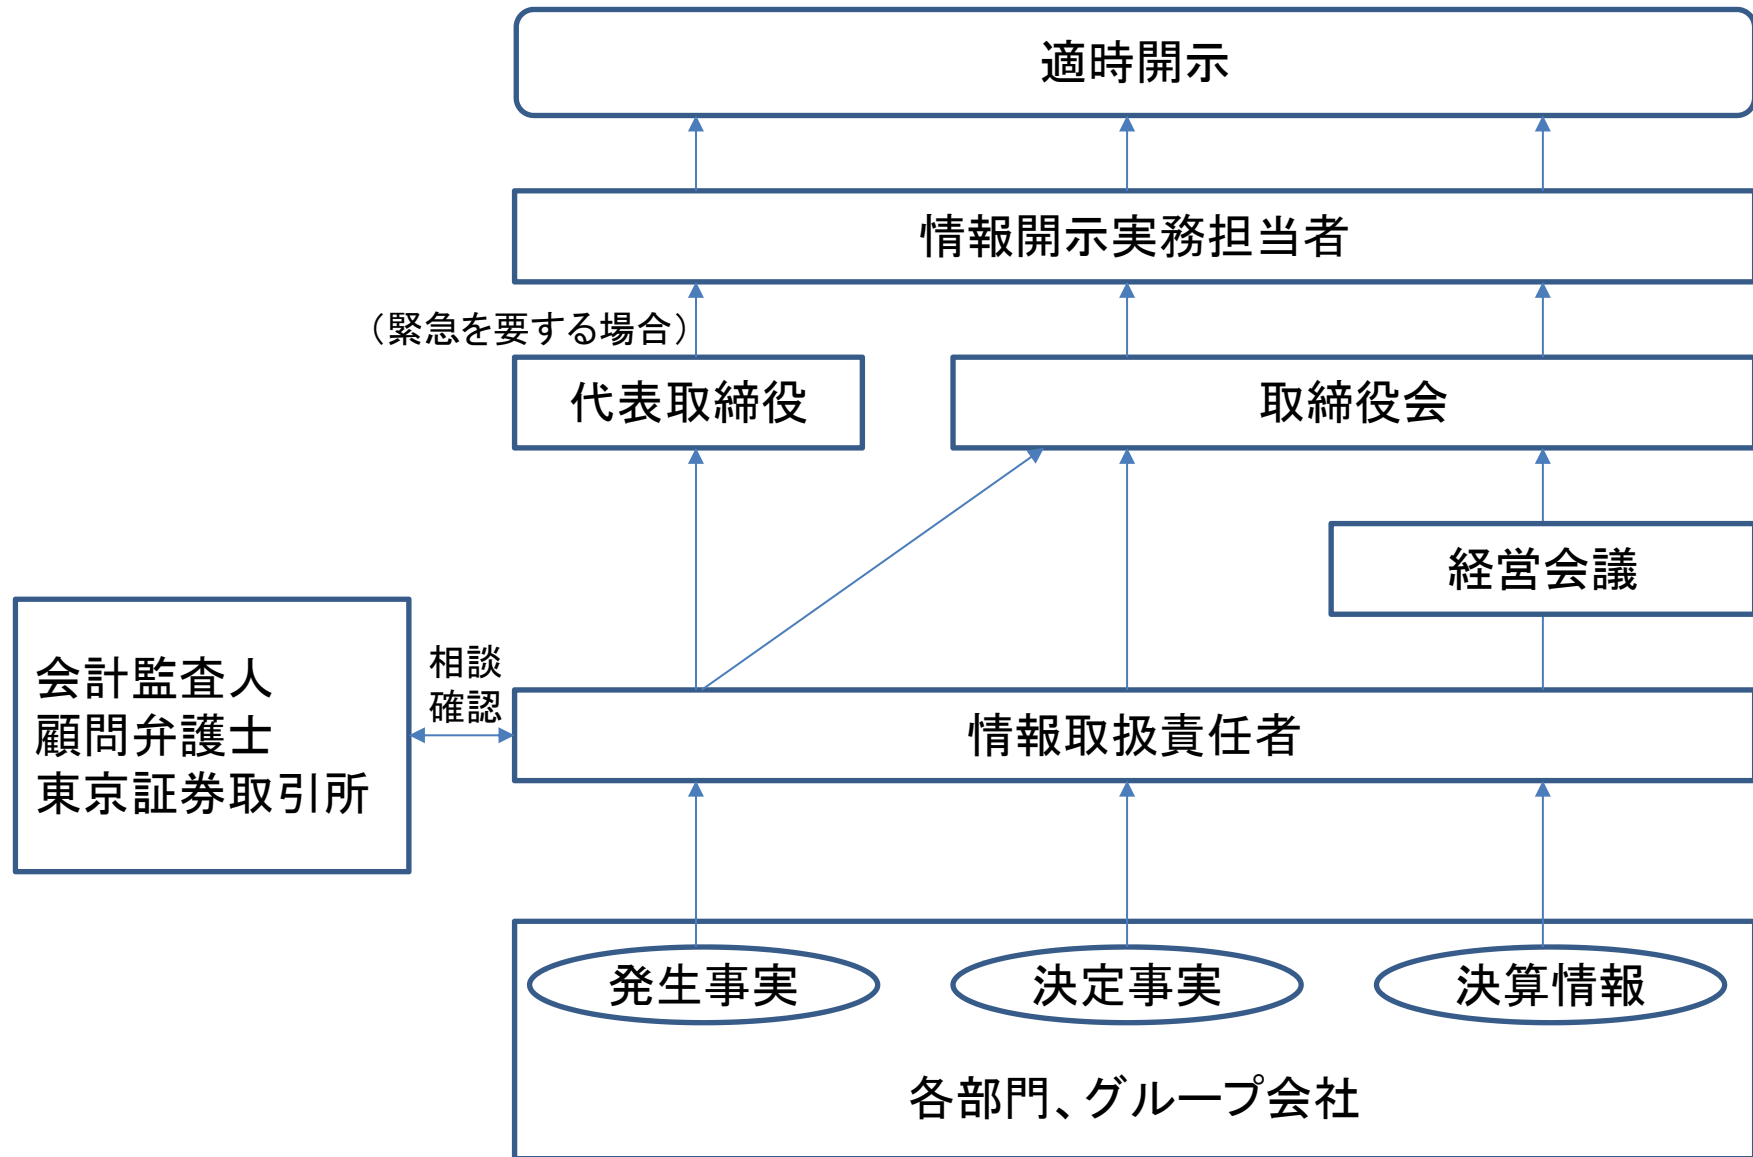 適時開示
情報開示実務担当者
（緊急を要する場合）
代表取締役
取締役会
経営会議
会計監査人
顧問弁護士
東京証券取引所
相談
確認
情報取扱責任者
発生事実
決定事実
決算情報
各部門、グループ会社